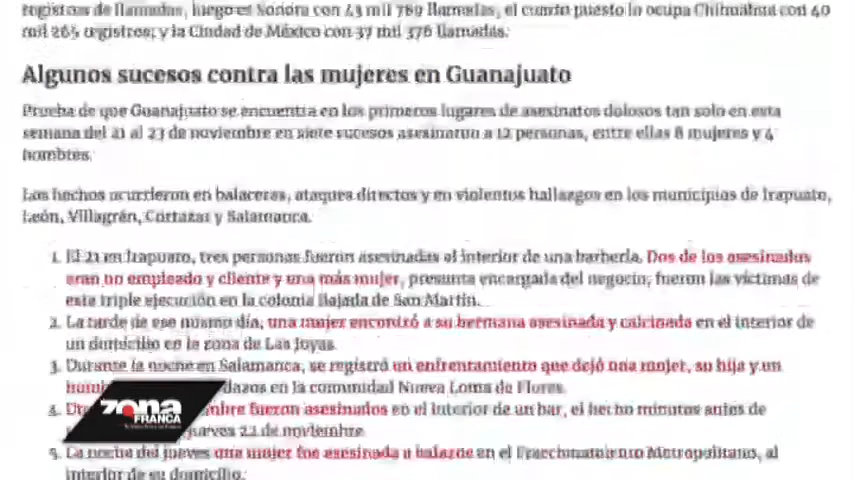 registros de llamadas, luego es Sonora con 43 mil 789 llamadas, el cuarto puesto lo ocupa Chihuahua con 40
mil 265 registros; y la Ciudad de México con 37 mil 376 llamadas.
Algunos sucesos contra las mujeres en Guanajuato
Prueba de que Guanajuato se encuentra en los primeros lugares de asesinatos dolosos tan solo en esta
semana del 21 al 23 de noviembre en siete sucesos asesinaron a 12 personas, entre ellas 8 mujeres y 4
hombres.
Los hechos ocurrieron en balaceras, ataques directos y en violentos hallazgos en los municipios de Irapuato,
León, Villagrán, Cortazar y Salamanca.
1. El 21 en Irapuato, tres personas fueron asesinadas al interior de una barbería. Dos de los asesinados
eran un empleado y cliente y una más mujer, presunta encargada del negocio, fueron las víctimas de
este triple ejecución en la colonia Bajada de San Martín.
2. La tarde de ese mismo día, una mujer encontró a su hermana asesinada y calcinada en el interior de
un domicilio en la zona de Las Joyas.
3. Durante la noche en Salamanca, se registró un enfrentamiento que dejó una mujer, su hija y un
en la comunidad Nueva Loma de Flores.
4. fueron asesinados en el interior de un bar, el hecho minutos antes de
jueves 22 de noviembre.
5. La noche del jueves una mujer fue asesinada a balazos en el Fraccionamiento Metropolitano, al
interior de su domicilio.
zona
FRANCA